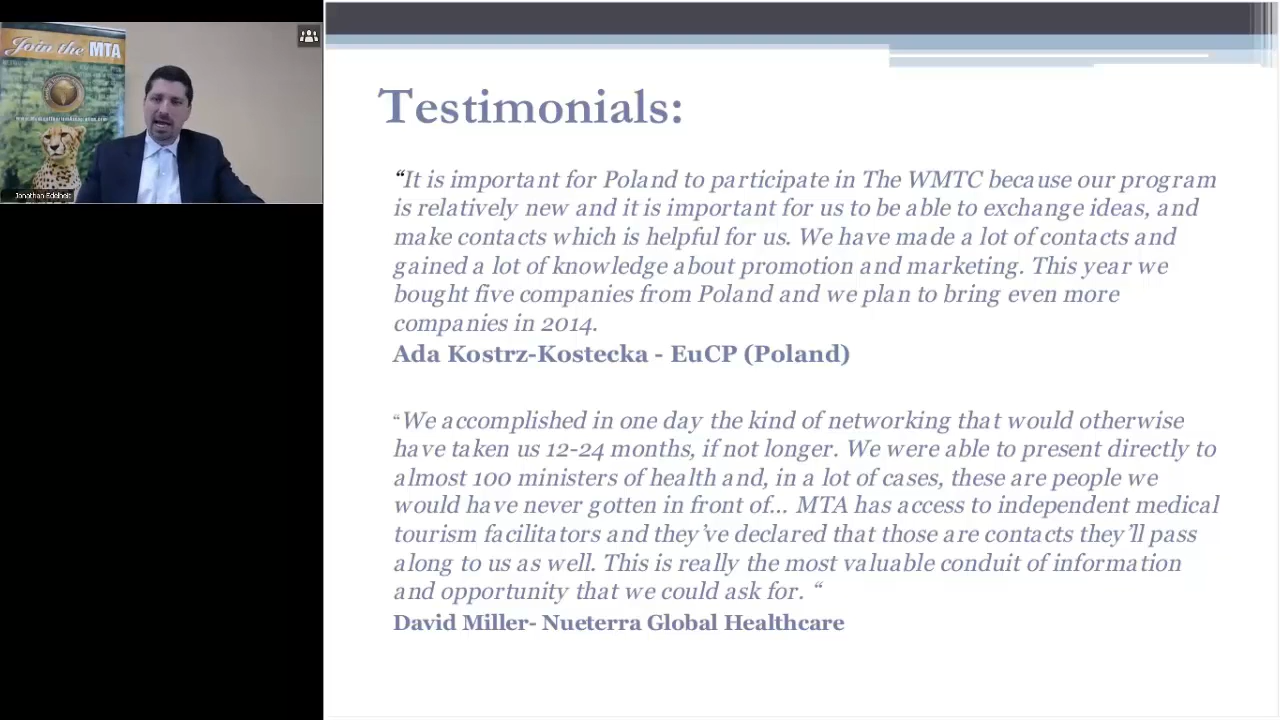 Join the MTA
Jonathan Edelheit
Testimonials:
“It is important for Poland to participate in The WMTC because our program
is relatively new and it is important for us to be able to exchange ideas, and
make contacts which is helpful for us. We have made a lot of contacts and
gained a lot of knowledge about promotion and marketing. This year we
bought five companies from Poland and we plan to bring even more
companies in 2014.
Ada Kostrz-Kostecka - EuCP (Poland)
“We accomplished in one day the kind of networking that would otherwise
have taken us 12-24 months, if not longer. We were able to present directly to
almost 100 ministers of health and, in a lot of cases, these are people we
would have never gotten in front of... MTA has access to independent medical
tourism facilitators and they’ve declared that those are contacts they’ll pass
along to us as well. This is really the most valuable conduit of information
and opportunity that we could ask for. “
David Miller- Nueterra Global Healthcare